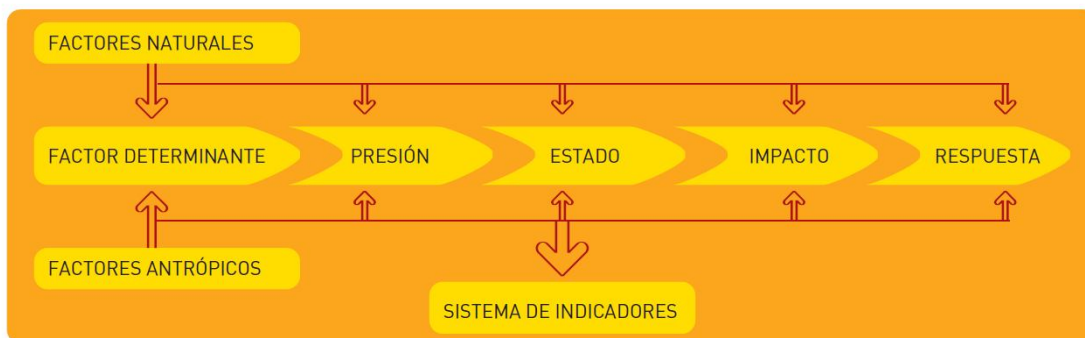 FACTORES NATURALES
FACTOR DETERMINANTE
PRESIÓN
ESTADO
IMPACTO
RESPUESTA
FACTORES ANTRÓPICOS
SISTEMA DE INDICADORES